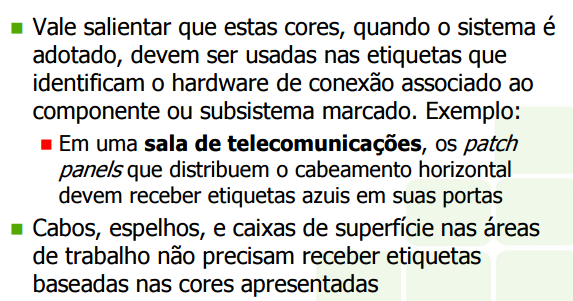 Vale salientar que estas cores, quando o sistema é
adotado, devem ser usadas nas etiquetas que
identificam o hardware de conexão associado ao
componente ou subsistema marcado. Exemplo:
Em uma sala de telecomunicações, os patch
panels que distribuem o cabeamento horizontal
devem receber etiquetas azuis em suas portas
Cabos, espelhos, e caixas de superfície nas áreas
de trabalho não precisam receber etiquetas
baseadas nas cores apresentadas